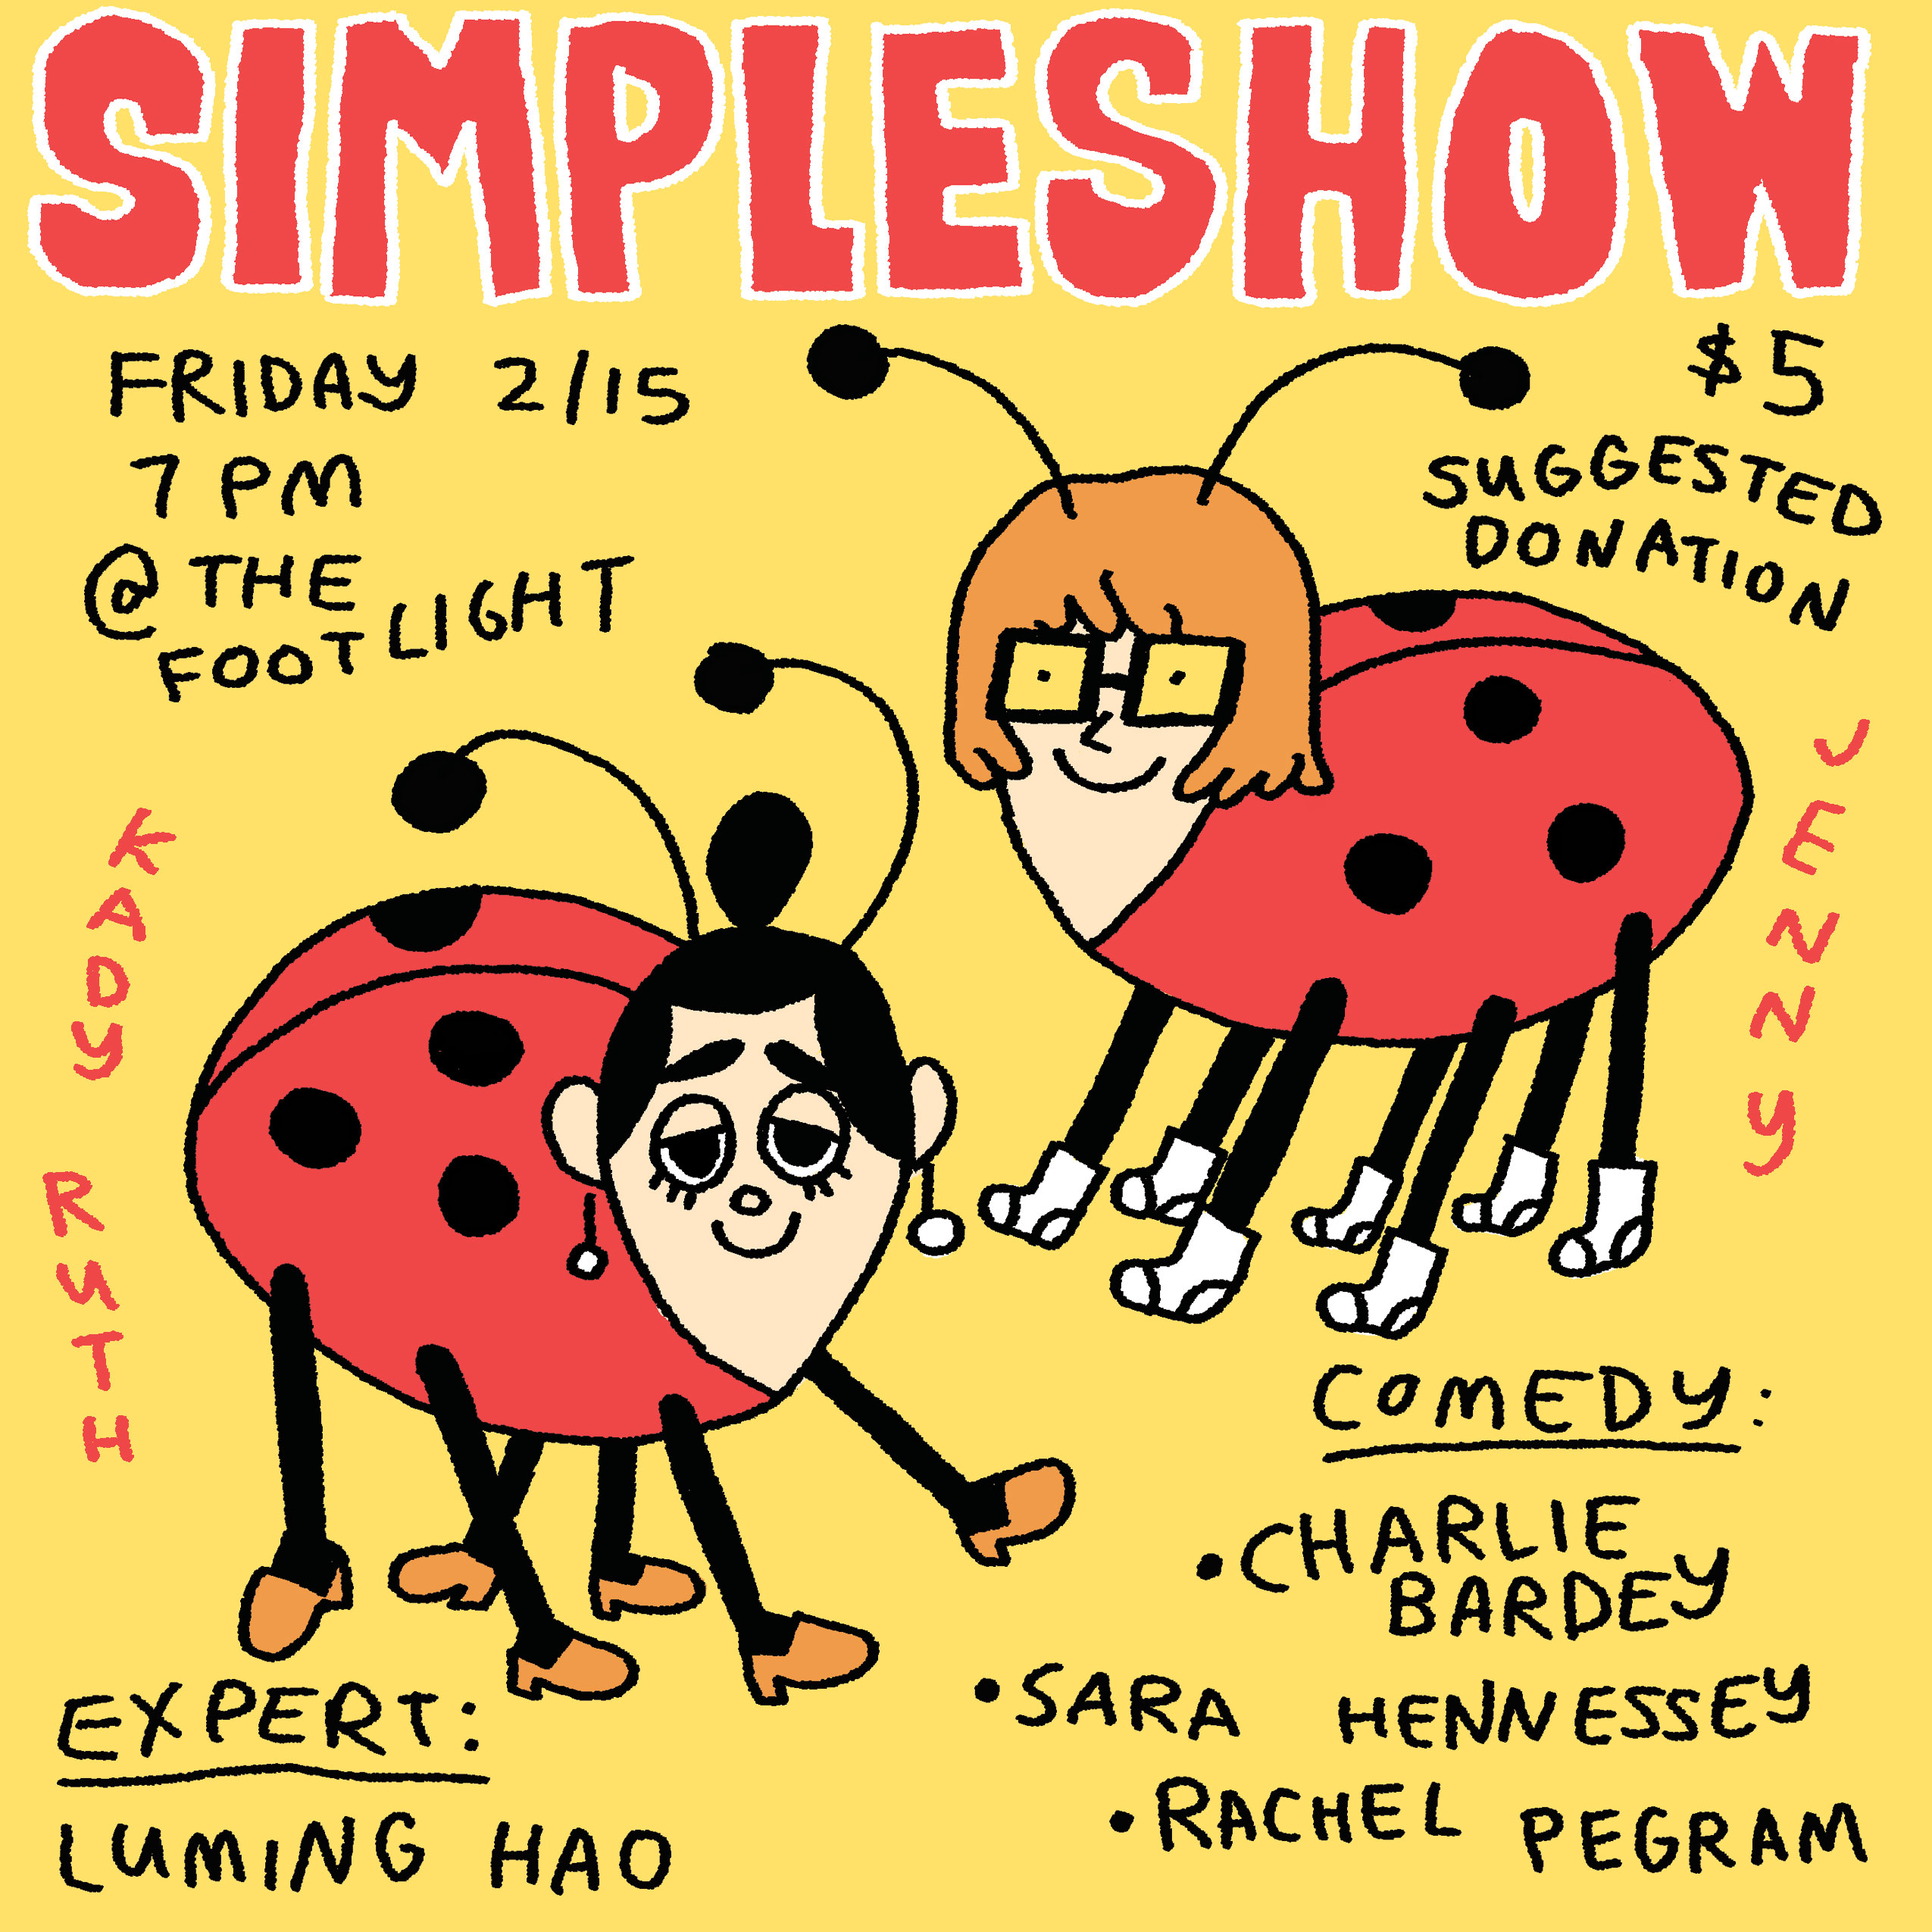 SIMPLESHOW
FRIDAY 2/15
7 PM
@ THE
FOOTLIGHT
$5
SUGGESTED
DONATION
KADY
RUTH
JENNY
COMEDY:
• CHARLIE
BARDEY
• SARA HENNESSEY
• RACHEL PEGRAM
EXPERT:
LUMING HAO